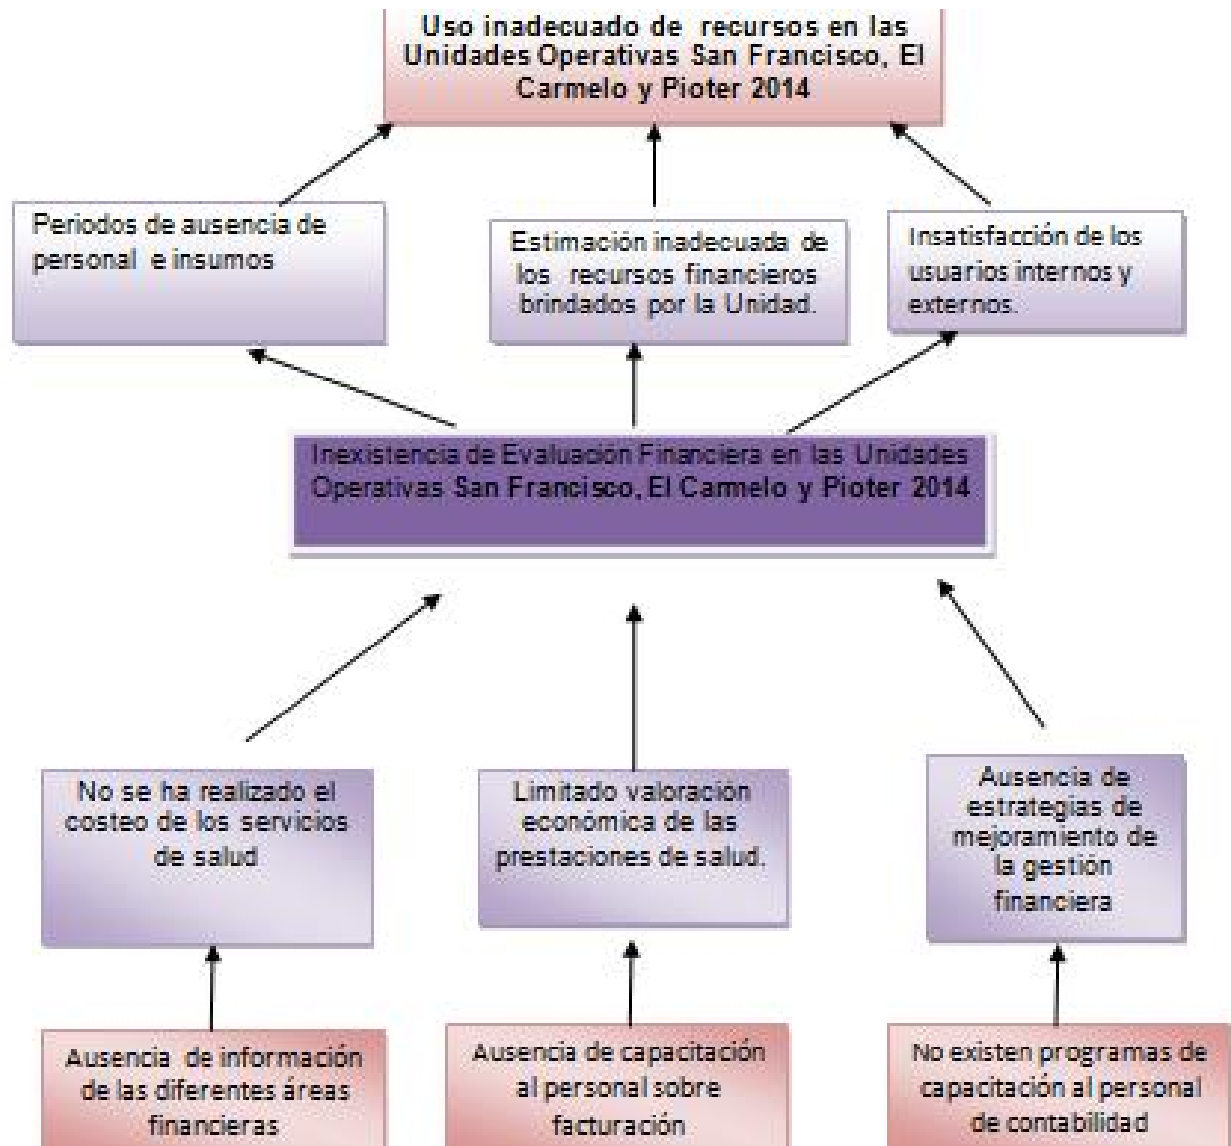 Uso inadecuado de recursos en las
Unidades Operativas San Francisco, El
Carmelo y Pioter 2014
Periodos de ausencia de
personal e insumos
Estimación inadecuada de
los recursos financieros
brindados por la Unidad.
Insatisfacción de los
usuarios internos y
externos.
Inexistencia de Evaluación Financiera en las Unidades
Operativas San Francisco, El Carmelo y Pioter 2014
No se ha realizado el
costeo de los servicios
de salud
Limitado valoración
económica de las
prestaciones de salud.
Ausencia de
estrategias de
mejoramiento de
la gestión
financiera
Ausencia de información
de las diferentes áreas
financieras
Ausencia de capacitación
al personal sobre
facturación
No existen programas de
capacitación al personal
de contabilidad